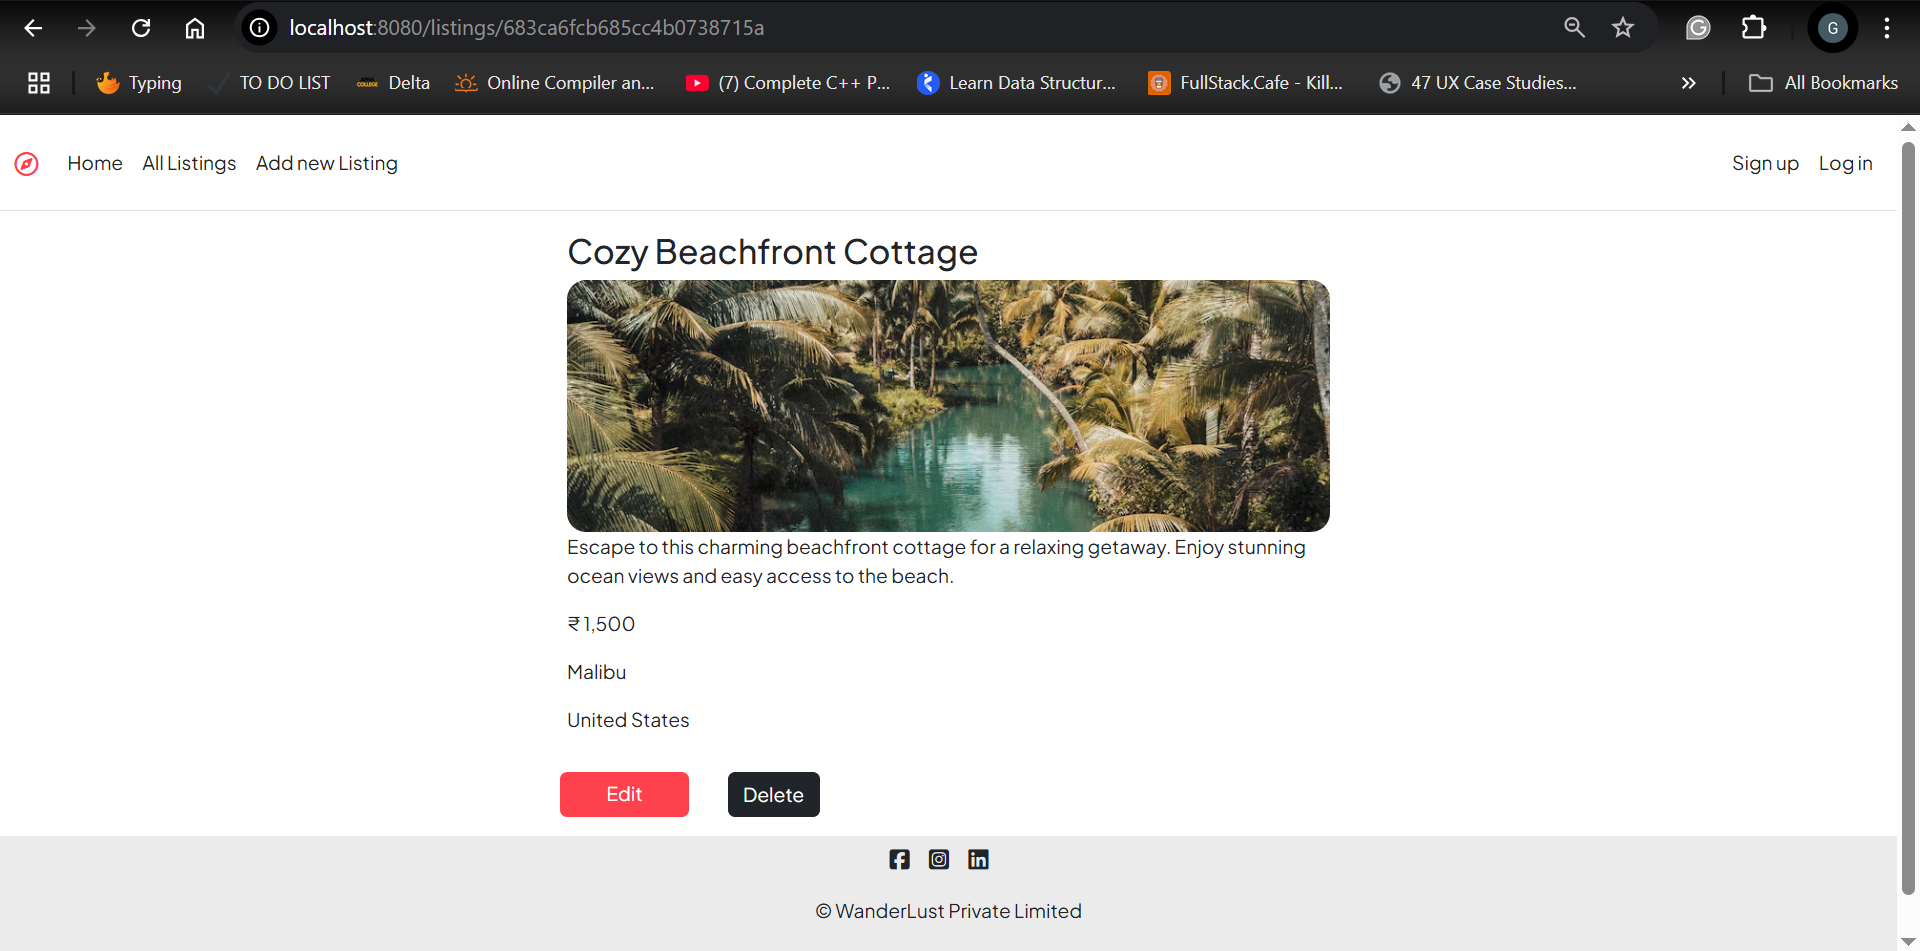 localhost:8080/listings/683ca6fcb685cc4b0738715a
G
Typing
TO DO LIST
Delta
Online Compiler an...
(7) Complete C++ P...
Learn Data Structur...
FullStack.Cafe - Kill...
47 UX Case Studies...
All Bookmarks
Home All Listings Add new Listing
Sign up Log in
Cozy Beachfront Cottage
Escape to this charming beachfront cottage for a relaxing getaway. Enjoy stunning
ocean views and easy access to the beach.
₹ 1,500
Malibu
United States
Edit Delete
© WanderLust Private Limited